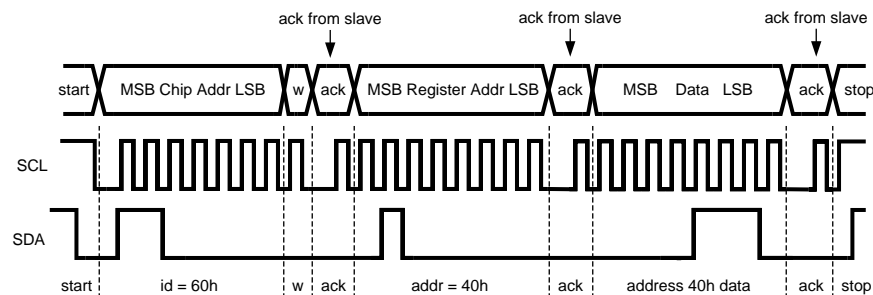 ack from slave ack from slave ack from slave
start MSB Chip Addr LSB w ack MSB Register Addr LSB ack MSB Data LSB ack stop
SCL
SDA
start id = 60h w ack addr = 40h ack address 40h data ack stop